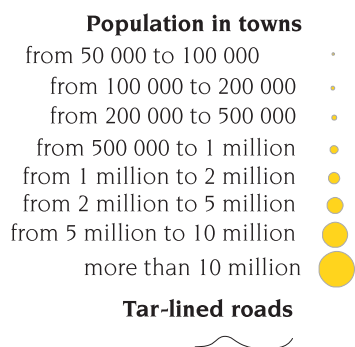 Population in towns
from 50 000 to 100 000
from 100 000 to 200 000
from 200 000 to 500 000
from 500 000 to 1 million
from 1 million to 2 million
from 2 million to 5 million
from 5 million to 10 million
more than 10 million
Tar-lined roads